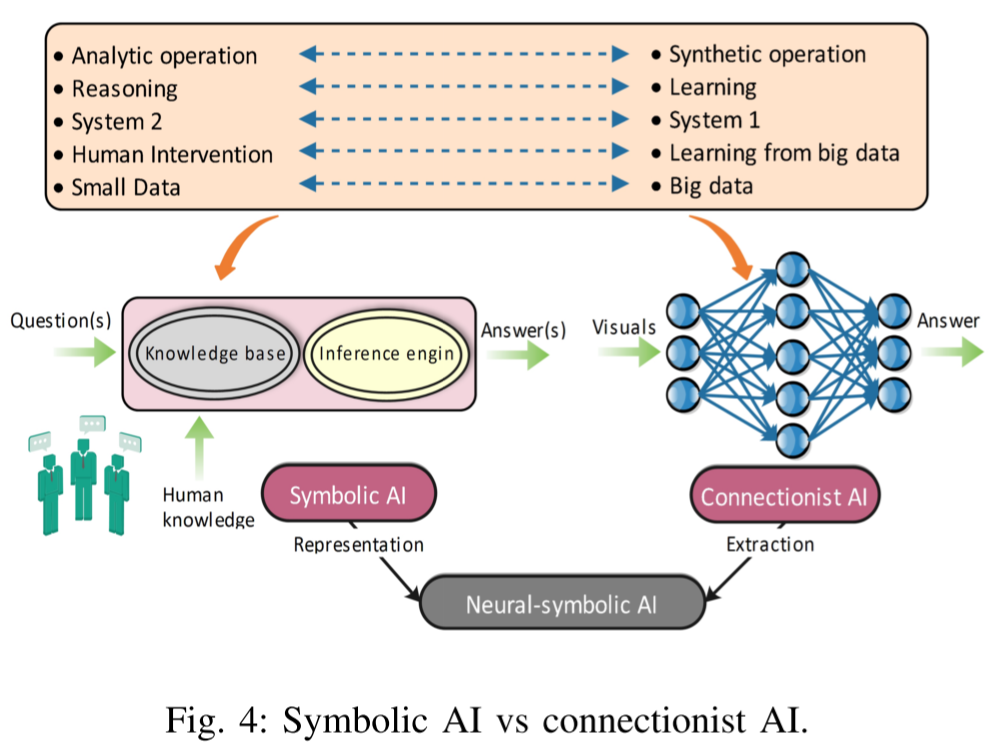 • Analytic operation
• Reasoning
• System 2
• Human Intervention
• Small Data
• Synthetic operation
• Learning
• System 1
• Learning from big data
• Big data
Question(s)
Knowledge base
Inference engin
Answer(s)
Human
knowledge
Visuals
Answer
Symbolic AI
Connectionist AI
Representation
Extraction
Neural-symbolic AI
Fig. 4: Symbolic AI vs connectionist AI.